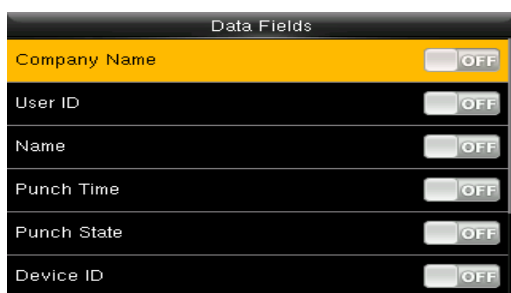 Data Fields
Company Name OFF
User ID OFF
Name OFF
Punch Time OFF
Punch State OFF
Device ID OFF